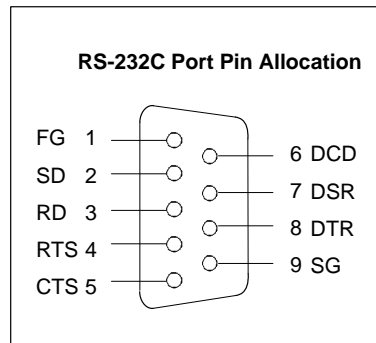 RS-232C Port Pin Allocation
FG 1
SD 2
RD 3
RTS 4
CTS 5
6 DCD
7 DSR
8 DTR
9 SG